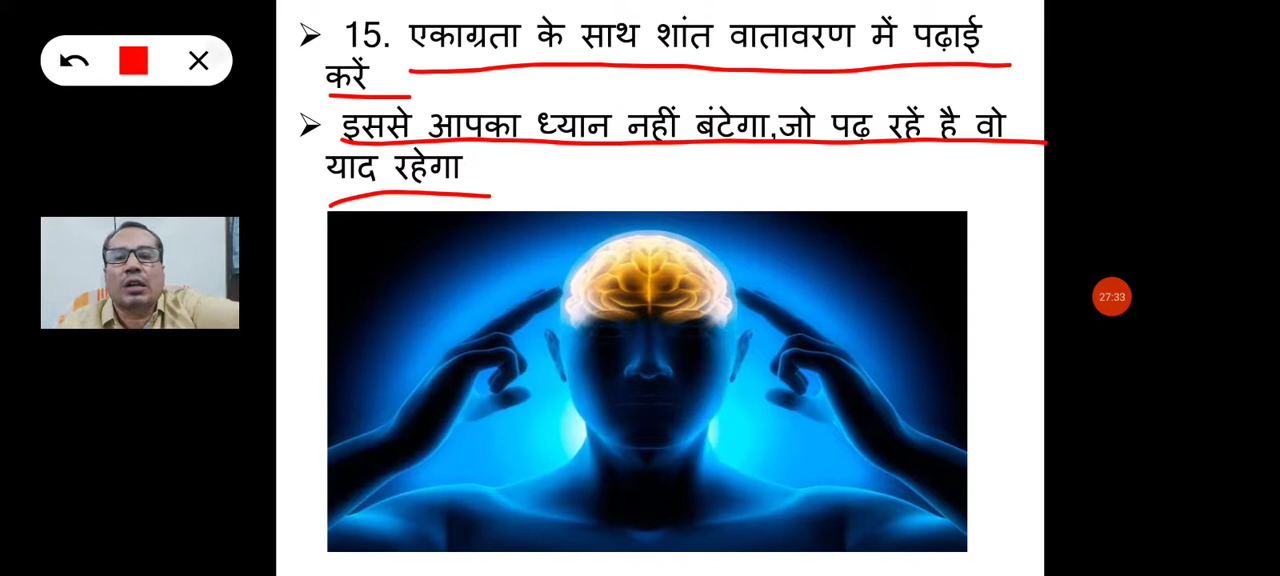 ➢ 15. एकाग्रता के साथ शांत वातावरण में पढ़ाई
करें
➢ इससे आपका ध्यान नहीं बंटेगा,जो पढ़ रहें है वो
याद रहेगा
27:33